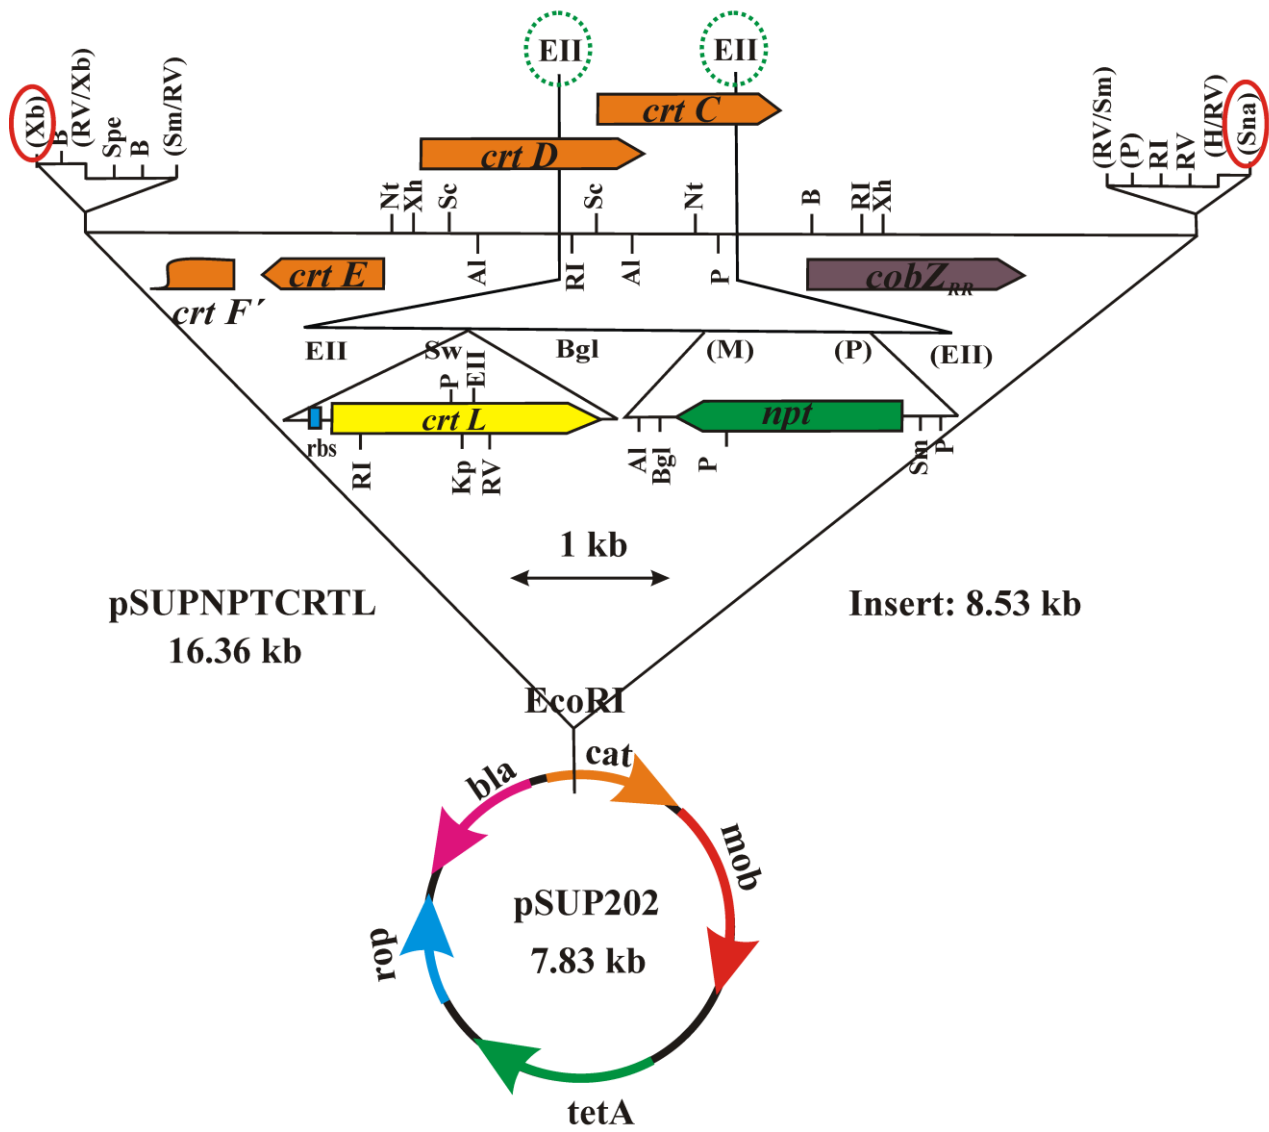 EII
EII
(Xb)
B
(RV/Xb)
Spe
B
(Sm/RV)
crt C
crt D
(RV/Sm)
(P)
RI
RV
(H/RV)
(Sna)
Nt
Xh
Sc
Sc
Nt
B
RI
Xh
Al
RI
Al
P
crt F´
crt E
cobZRR
EII
Sw
Bgl
(M)
(P)
(EII)
P
EII
rbs
crt L
npt
RI
Kp
RV
Al
Bgl
P
Sm
P
1 kb
pSUPNPTCRTL
16.36 kb
Insert: 8.53 kb
EcoRI
cat
bla
mob
pSUP202
7.83 kb
rop
tetA